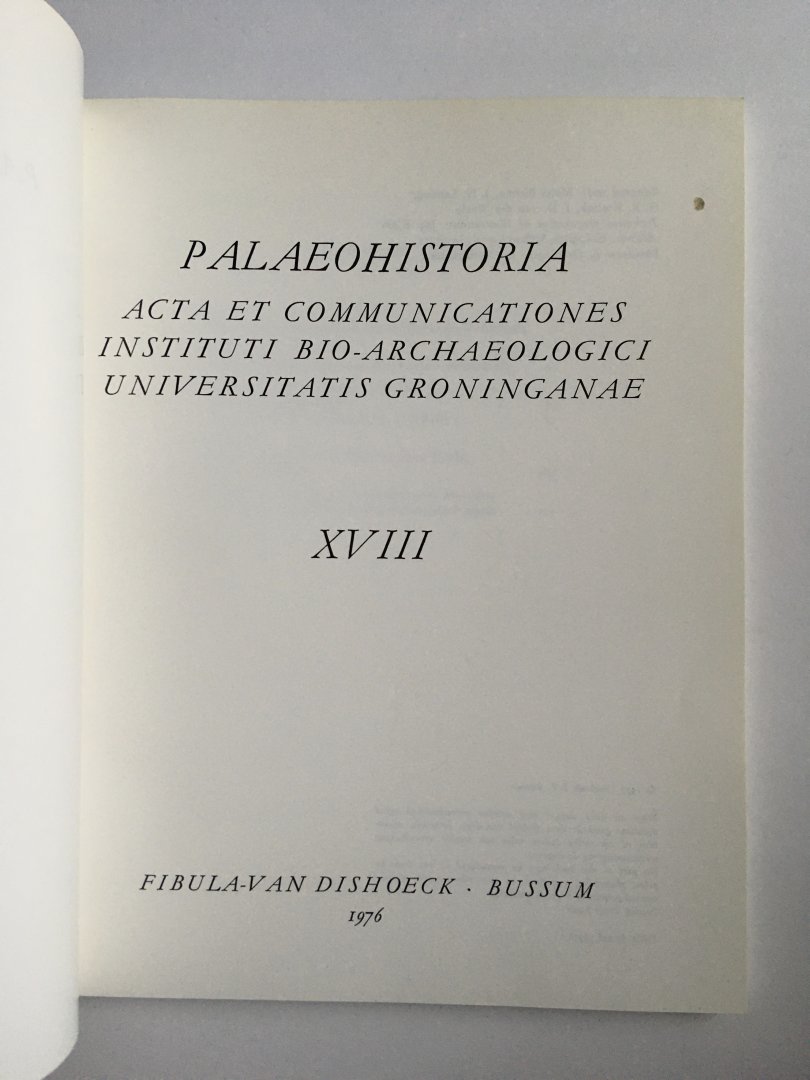 PALAEOHISTORIA
ACTA ET COMMUNICATIONES
INSTITUTI BIO-ARCHAEOLOGICI
UNIVERSITATIS GRONINGANAE
XVIII
FIBULA-VAN DISHOECK · BUSSUM
1976